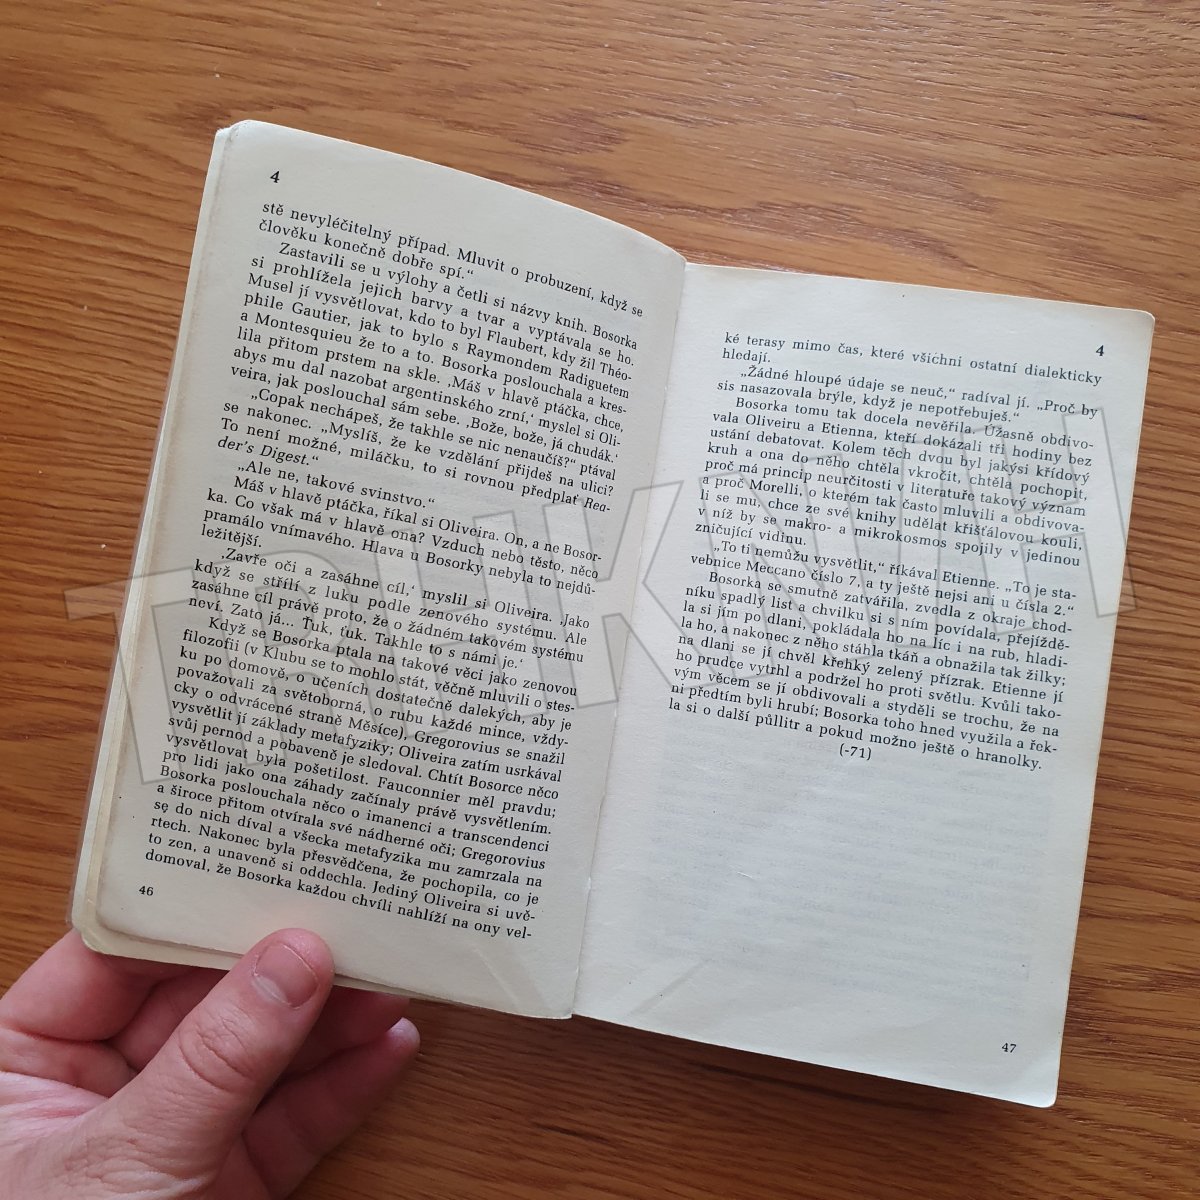 4
stě nevyléčitelný případ. Mluvit o probuzení, když se
člověku konečně dobře spí.“
Zastavili se u výlohy a četli si názvy knih. Bosorka
si prohlížela jejich barvy a tvar a vyptávala se ho.
Musel jí vysvětlovat, kdo to byl Flaubert, kdy žil Théo-
phile Gautier, jak to bylo s Raymondem Radiguetem
a Montesquieu že to a to. Bosorka poslouchala a kres-
lila přitom prstem na skle. ‚Máš v hlavě ptáčka, chce,
abys mu dal nazobat argentinského zrní,‘ myslel si Oli-
veira, jak poslouchal sám sebe. ‚Bože, bože, já chudák.‘
„Copak nechápeš, že takhle se nic nenaučíš?“ ptával
se nakonec. „Myslíš, že ke vzdělání přijdeš na ulici?
To není možné, miláčku, to si rovnou předplať Rea-
der’s Digest.“
„Ale ne, takové svinstvo.“
Máš v hlavě ptáčka, říkal si Oliveira. On, a ne Bosor-
ka. Co však má v hlavě ona? Vzduch nebo těsto, něco
pramálo vnímavého. Hlava u Bosorky nebyla to nejdů-
ležitější.
‚Zavře oči a zasáhne cíl,‘ myslil si Oliveira. ‚Jako
když se střílí z luku podle zenového systému. Ale
zasáhne cíl právě proto, že o žádném takovém systému
neví. Zato já... Ťuk, ťuk. Takhle to s námi je.‘
Když se Bosorka ptala na takové věci jako zenovou
filozofii (v Klubu se to mohlo stát, věčně mluvili o stes-
ku po domově, o učeních dostatečně dalekých, aby je
považovali za světoborná, o rubu každé mince, vždy-
cky o odvrácené straně Měsíce), Gregorovius se snažil
vysvětlit jí základy metafyziky; Oliveira zatím usrkával
svůj pernod a pobaveně je sledoval. Chtít Bosorce něco
vysvětlovat byla pošetilost. Fauconnier měl pravdu;
pro lidi jako ona záhady začínaly právě vysvětlením.
Bosorka poslouchala něco o imanenci a transcendenci
a široce přitom otvírala své nádherné oči; Gregorovius
se do nich díval a všecka metafyzika mu zamrzala na
rtech. Nakonec byla přesvědčena, že pochopila, co je
to zen, a unaveně si oddechla. Jediný Oliveira si uvě-
domoval, že Bosorka každou chvíli nahlíží na ony vel-
46
4
ké terasy mimo čas, které všichni ostatní dialekticky
hledají.
„Žádné hloupé údaje se neuč,“ radíval jí. „Proč by
sis nasazovala brýle, když je nepotřebuješ.“
Bosorka tomu tak docela nevěřila. Úžasně obdivo-
vala Oliveiru a Etienna, kteří dokázali tři hodiny bez
ustání debatovat. Kolem těch dvou byl jakýsi křídový
kruh a ona do něho chtěla vkročit, chtěla pochopit,
proč má princip neurčitosti v literatuře takový význam
a proč Morelli, o kterém tak často mluvili a obdivova-
li se mu, chce ze své knihy udělat křišťálovou kouli,
v níž by se makro- a mikrokosmos spojily v jedinou
zničující vidinu.
„To ti nemůžu vysvětlit,“ říkával Etienne. „To je sta-
vebnice Meccano číslo 7, a ty ještě nejsi ani u čísla 2.“
Bosorka se smutně zatvářila, zvedla z okraje chod-
níku spadlý list a chvilku si s ním povídala, přejížďě-
la si jím po dlani, pokládala ho na líc i na rub, hladi-
la ho, a nakonec z něho stáhla tkáň a obnažila tak žilky;
na dlani se jí chvěl křehký zelený přízrak. Etienne jí
ho prudce vytrhl a podržel ho proti světlu. Kvůli tako-
vým věcem se jí obdivovali a styděli se trochu, že na
ni předtím byli hrubí; Bosorka toho hned využila a řek-
la si o další půllitr a pokud možno ještě o hranolky.
(-71)
47
TRHKNIH